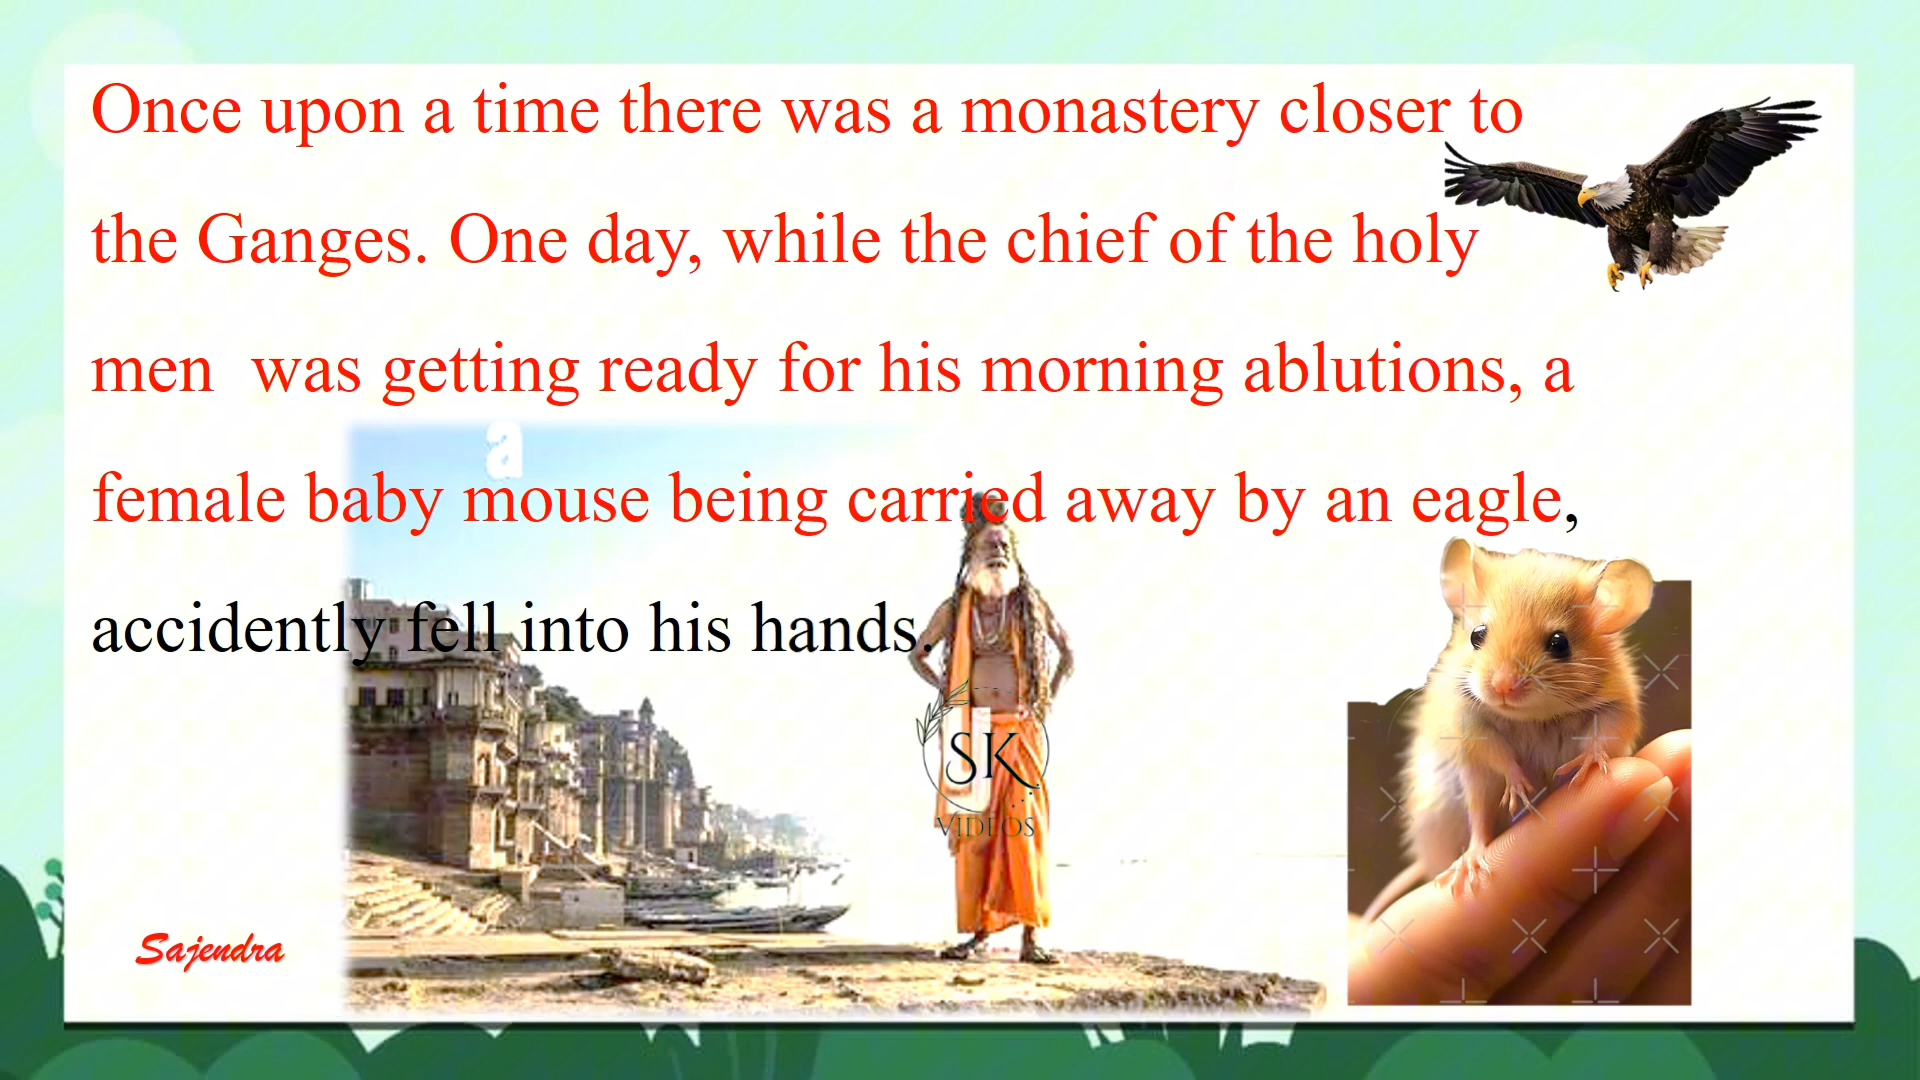 Once upon a time there was a monastery closer to
the Ganges. One day, while the chief of the holy
men  was getting ready for his morning ablutions, a
a
female baby mouse being carried away by an eagle,
accidently fell into his hands.
SK
VIDEOS
Sajendra